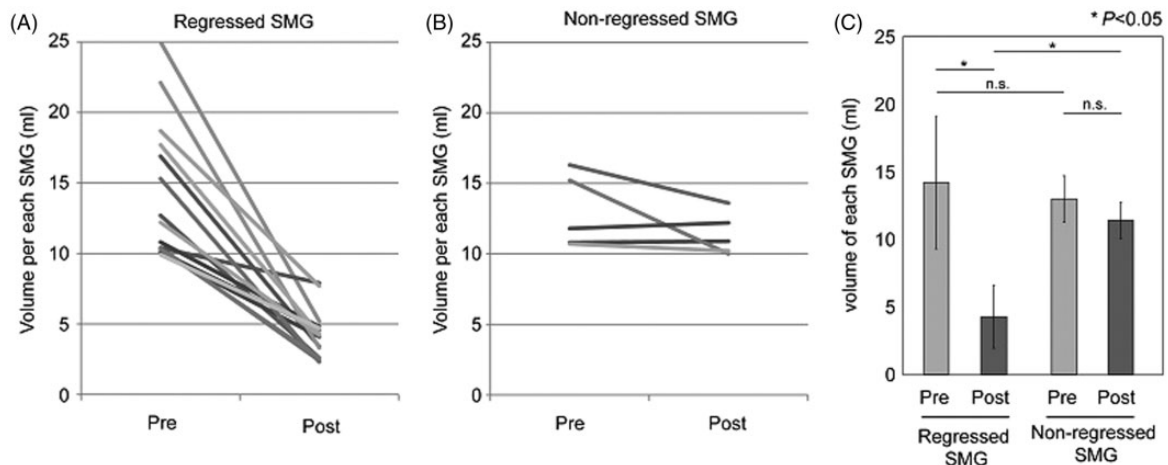 (A)
Regressed SMG
Volume per each SMG (ml)
25
20
15
10
5
0
Pre
Post
(B)
Non-regressed SMG
Volume per each SMG (ml)
25
20
15
10
5
0
Pre
Post
(C)
* P<0.05
volume of each SMG (ml)
25
20
15
10
5
0
*
*
n.s.
n.s.
Pre Post Pre Post
Regressed
SMG
Non-regressed
SMG